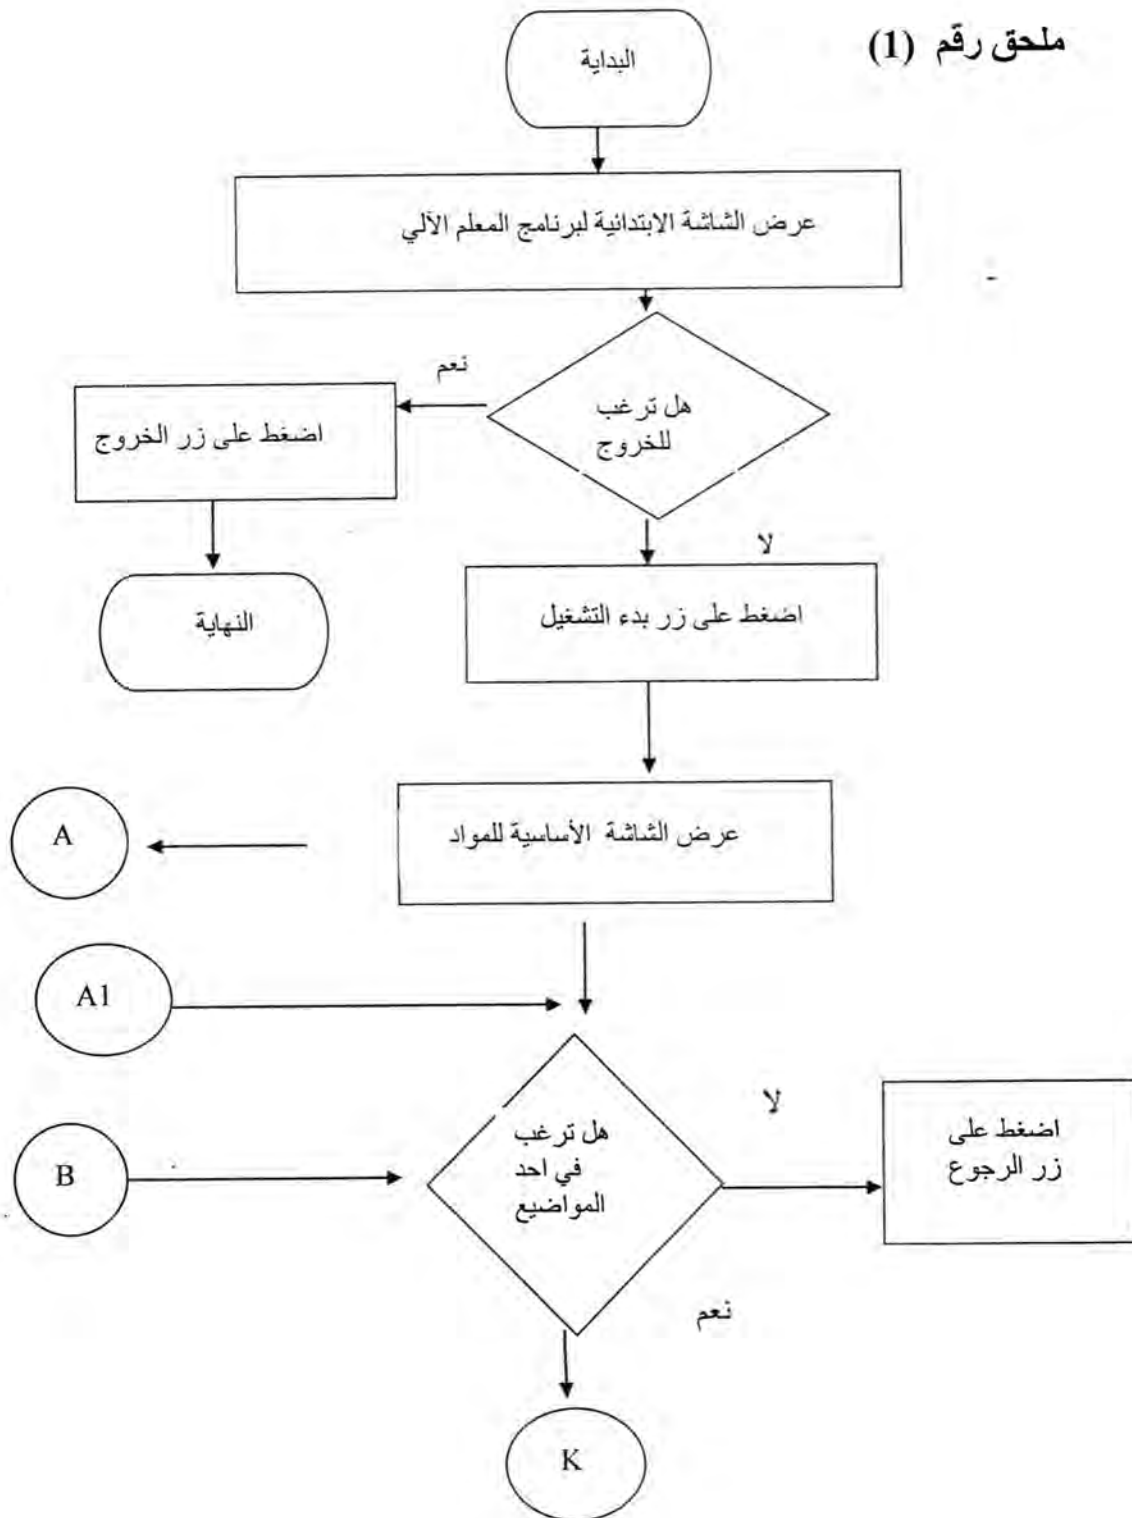 ملحق رقم (1)
البداية
عرض الشاشة الابتدائية لبرنامج المعلم الآلي
هل ترغب
للخروج
نعم
اضغط على زر الخروج
النهاية
لا
اضغط على زر بدء التشغيل
عرض الشاشة الأساسية للمواد
A
A1
B
هل ترغب
في احد
المواضيع
لا
اضغط على
زر الرجوع
نعم
K